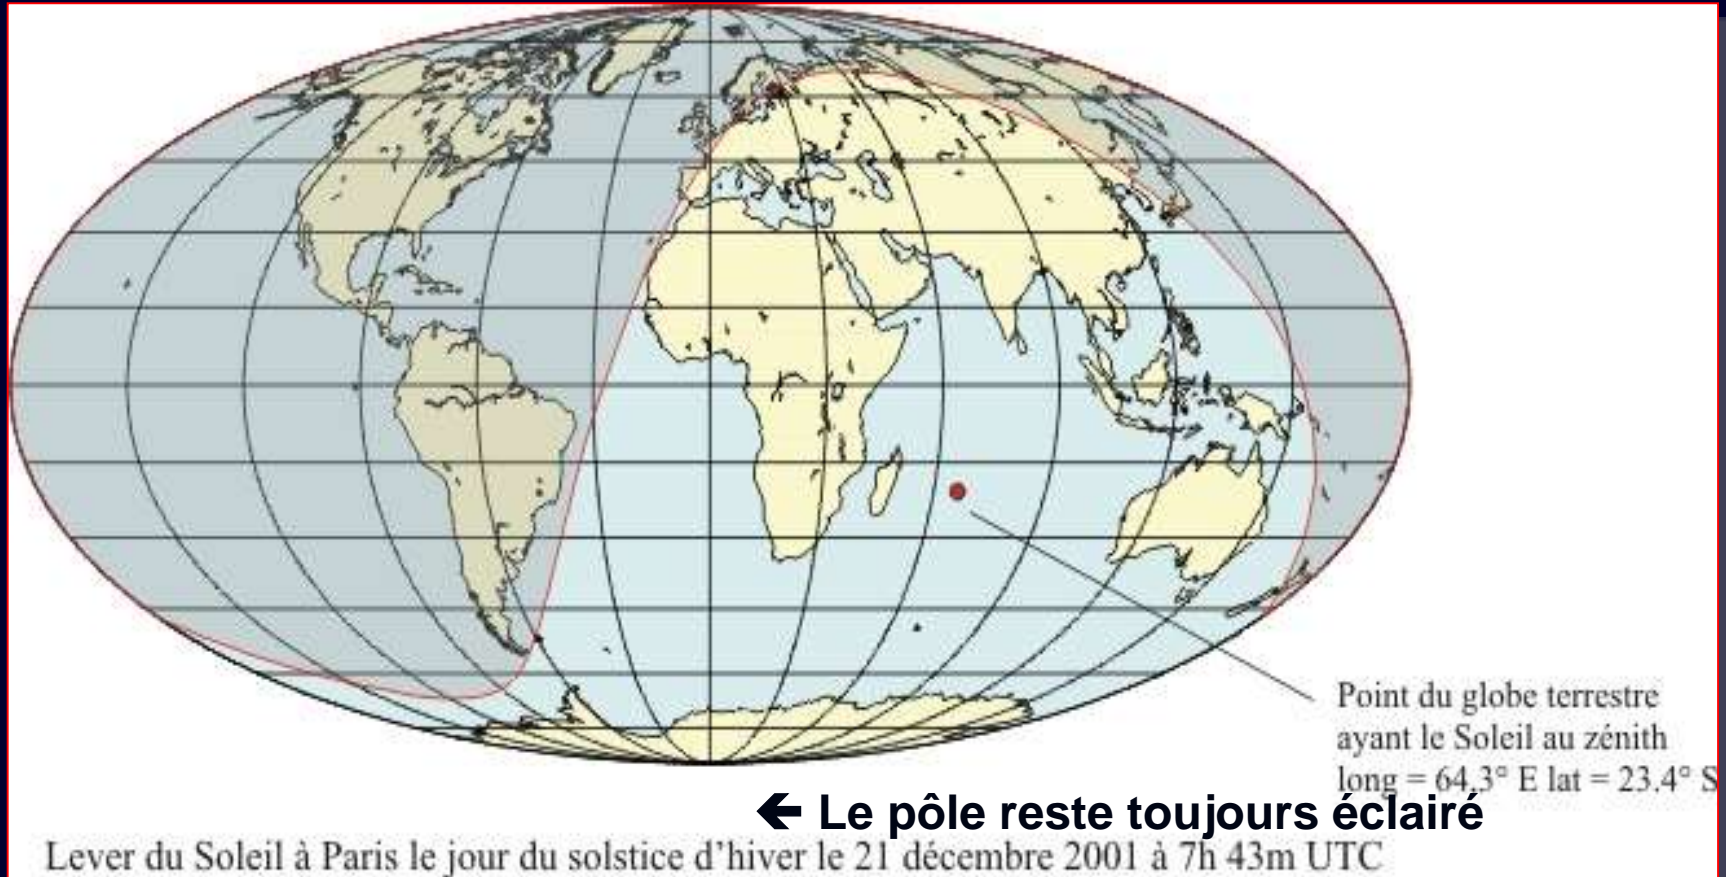 Point du globe terrestre
ayant le Soleil au zénith
long = 64,3° E lat = 23.4° S
🡰 Le pôle reste toujours éclairé
Lever du Soleil à Paris le jour du solstice d’hiver le 21 décembre 2001 à 7h 43m UTC